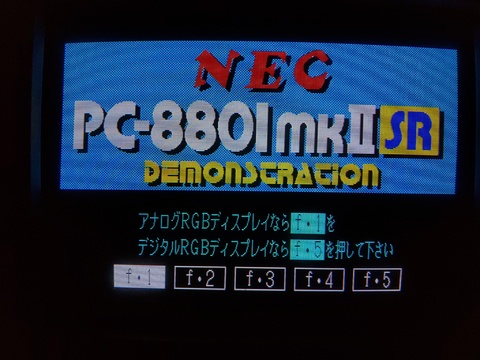 NEC
PC-8801mkII SR
DEMONSTRATION
アナログRGBディスプレイならf・1を
デジタルRGBディスプレイならf・5を押して下さい
f・1 f・2 f・3 f・4 f・5